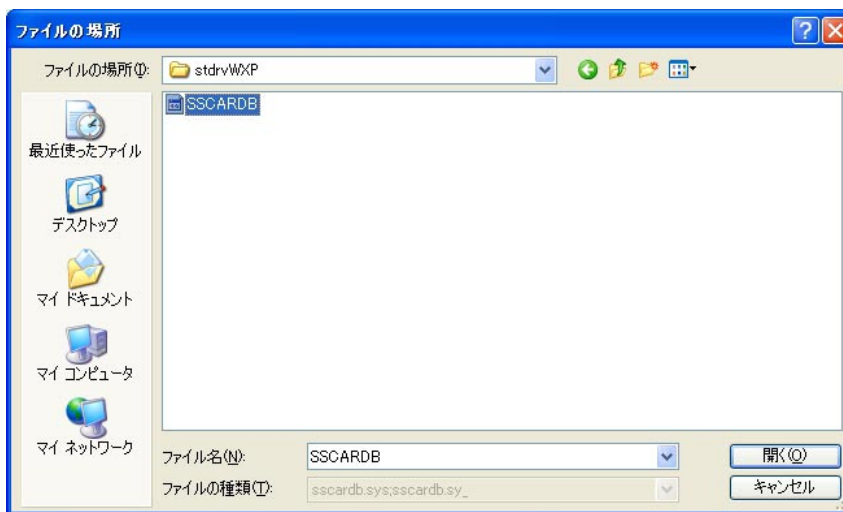 ファイルの場所
ファイルの場所(I):
stdrvWXP
SSCARDB
最近使ったファイル
デスクトップ
マイ ドキュメント
マイ コンピュータ
マイ ネットワーク
ファイル名(N):
SSCARDB
開く(O)
ファイルの種類(T):
sscardb.sys;sscardb.sy_
キャンセル